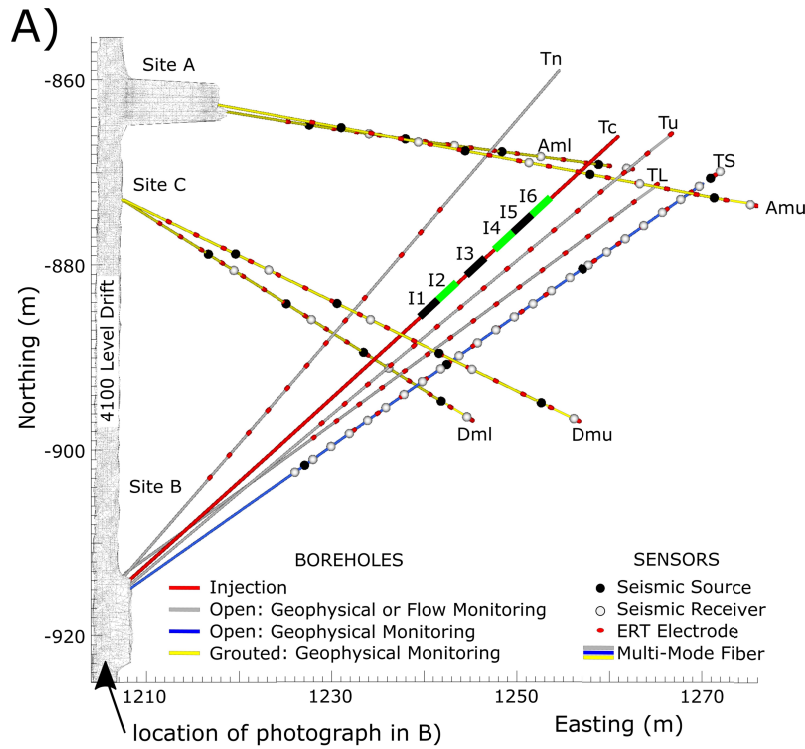 A)
Tn
-860
Site A
Tc
Tu
Aml
TS
TL
Site C
Amu
I6
I5
I4
-880
I3
I2
I1
Northing (m)
4100 Level Drift
-900
Dml
Dmu
Site B
BOREHOLES
SENSORS
Injection
Seismic Source
Open: Geophysical or Flow Monitoring
Seismic Receiver
Open: Geophysical Monitoring
ERT Electrode
-920
Grouted: Geophysical Monitoring
Multi-Mode Fiber
1210
1230
1250
1270
location of photograph in B)
Easting (m)